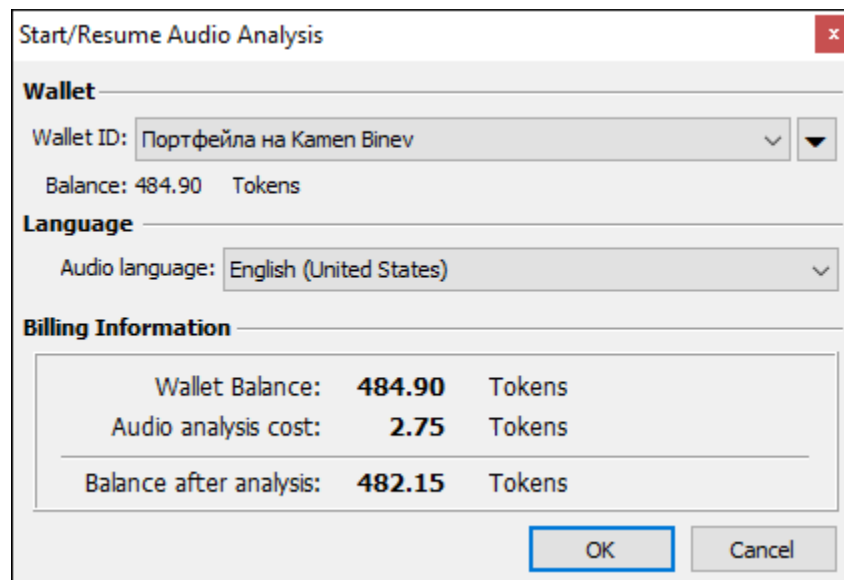 Start/Resume Audio Analysis
x
Wallet
Wallet ID: Портфейла на Kamen Binev
Balance: 484.90 Tokens
Language
Audio language: English (United States)
Billing Information
Wallet Balance: 484.90 Tokens
Audio analysis cost: 2.75 Tokens
Balance after analysis: 482.15 Tokens
OK Cancel